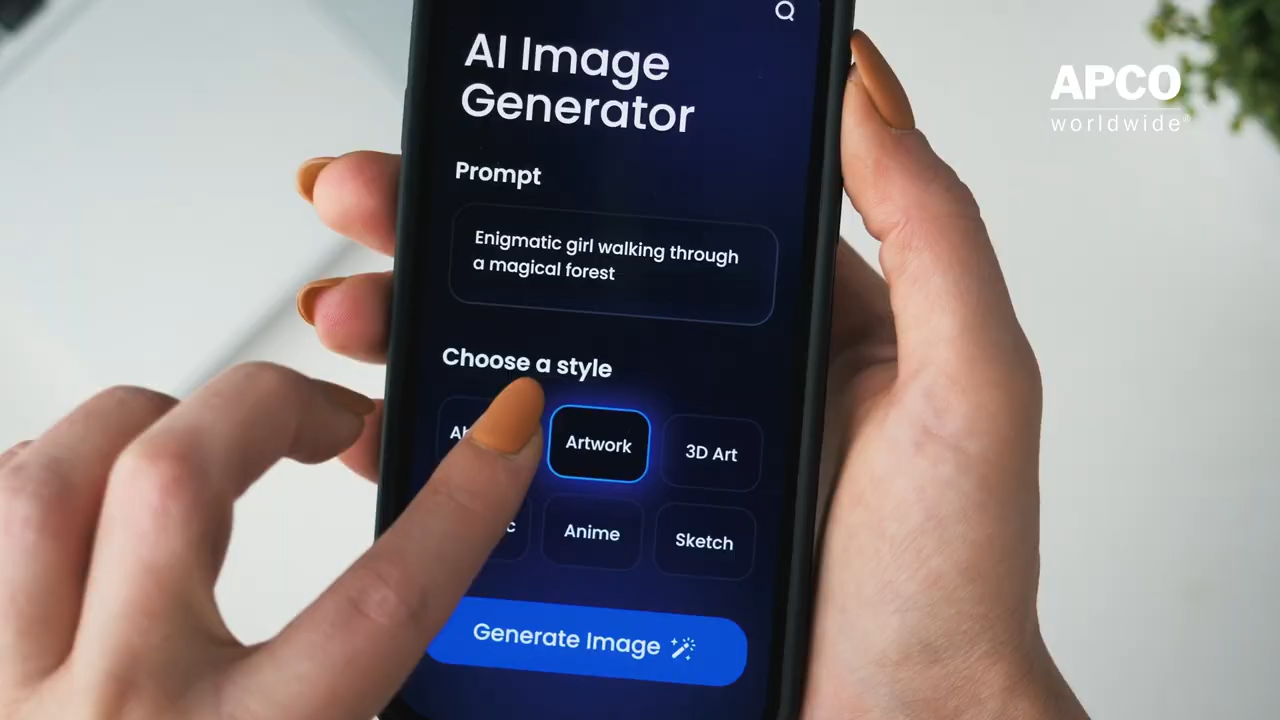 APCO
worldwide®
AI Image
Generator
Prompt
Enigmatic girl walking through
a magical forest
Choose a style
Artwork
3D Art
Anime
Sketch
Generate Image